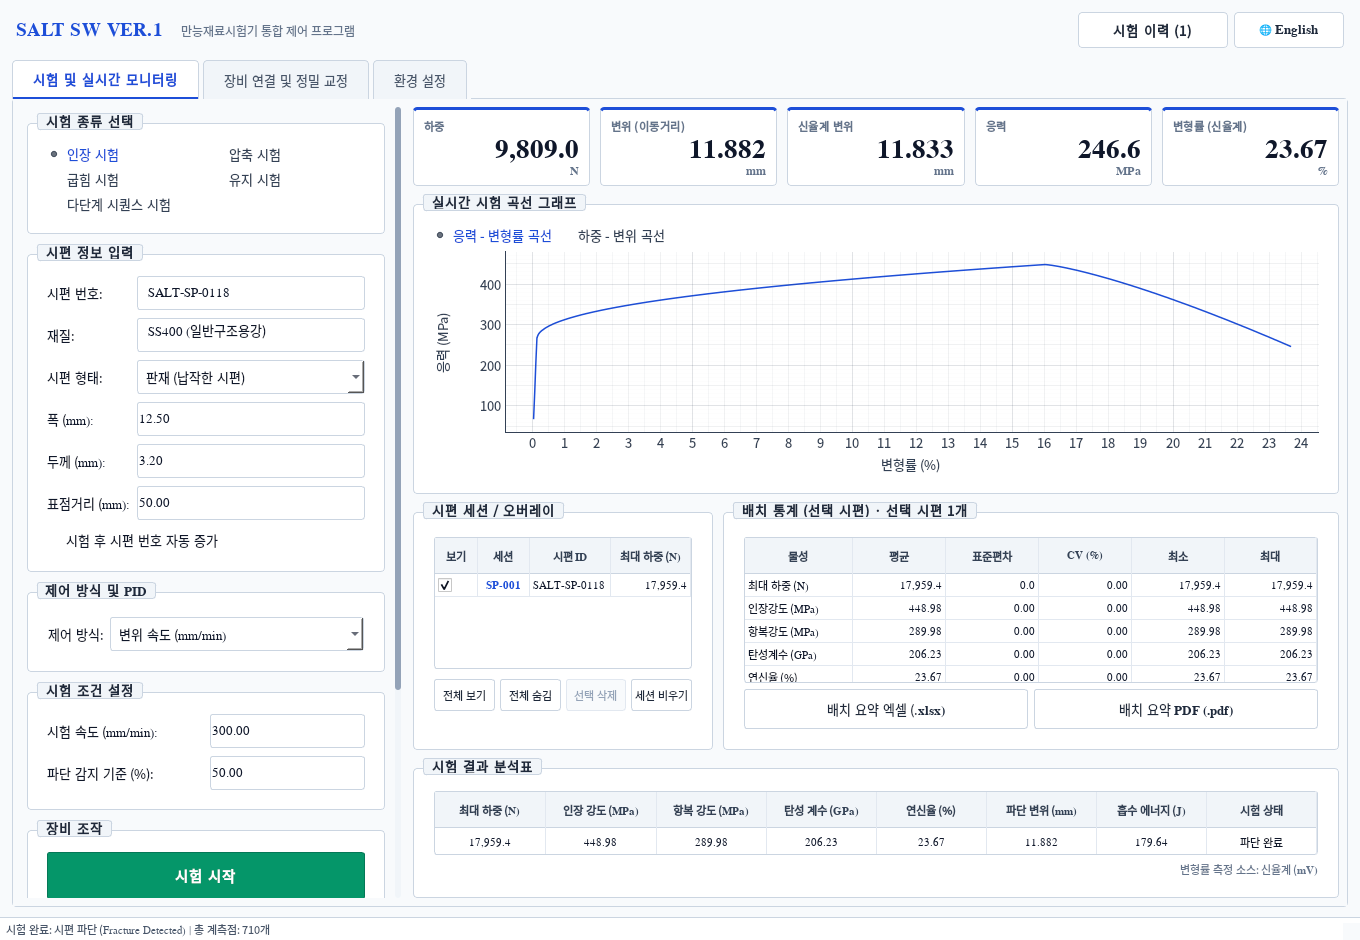 SALT SW VER.1 만능재료시험기 통합 제어 프로그램 시험 이력 (1) 🌐 English
시험 및 실시간 모니터링 장비 연결 및 정밀 교정 환경 설정
시험 종류 선택
인장 시험 압축 시험
굽힘 시험 유지 시험
다단계 시퀀스 시험
시편 정보 입력
시편 번호: SALT-SP-0118
재질: SS400 (일반구조용강)
시편 형태: 판재 (납작한 시편)
폭 (mm): 12.50
두께 (mm): 3.20
표점거리 (mm): 50.00
시험 후 시편 번호 자동 증가
제어 방식 및 PID
제어 방식: 변위 속도 (mm/min)
시험 조건 설정
시험 속도 (mm/min): 300.00
파단 감지 기준 (%): 50.00
장비 조작
시험 시작
하중
9,809.0
N
변위 (이동거리)
11.882
mm
신율계 변위
11.833
mm
응력
246.6
MPa
변형률 (신율계)
23.67
%
실시간 시험 곡선 그래프
응력 - 변형률 곡선 하중 - 변위 곡선
응력 (MPa)
400
300
200
100
0 1 2 3 4 5 6 7 8 9 10 11 12 13 14 15 16 17 18 19 20 21 22 23 24
변형률 (%)
시편 세션 / 오버레이
보기 세션 시편 ID 최대 하중 (N)
SP-001 SALT-SP-0118 17,959.4
전체 보기 전체 숨김 선택 삭제 세션 비우기
배치 통계 (선택 시편) · 선택 시편 1개
물성 평균 표준편차 CV (%) 최소 최대
최대 하중 (N) 17,959.4 0.0 0.00 17,959.4 17,959.4
인장강도 (MPa) 448.98 0.00 0.00 448.98 448.98
항복강도 (MPa) 289.98 0.00 0.00 289.98 289.98
탄성계수 (GPa) 206.23 0.00 0.00 206.23 206.23
연신율 (%) 23.67 0.00 0.00 23.67 23.67
배치 요약 엑셀 (.xlsx) 배치 요약 PDF (.pdf)
시험 결과 분석표
최대 하중 (N) 인장 강도 (MPa) 항복 강도 (MPa) 탄성 계수 (GPa) 연신율 (%) 파단 변위 (mm) 흡수 에너지 (J) 시험 상태
17,959.4 448.98 289.98 206.23 23.67 11.882 179.64 파단 완료
변형률 측정 소스: 신율계 (mV)
시험 완료: 시편 파단 (Fracture Detected) | 총 계측점: 710개